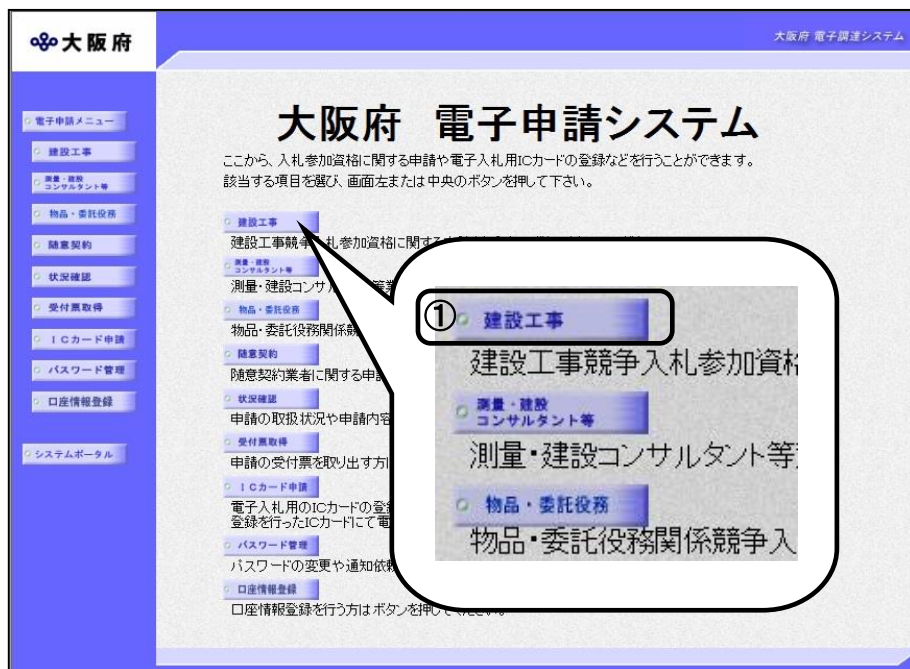 大阪府
大阪府 電子調達システム
電子申請メニュー
建設工事
測量・建設
コンサルタント等
物品・委託役務
随意契約
状況確認
受付票取得
ICカード申請
パスワード管理
口座情報登録
システムポータル
大阪府 電子申請システム
ここから、入札参加資格に関する申請や電子入札用ICカードの登録などを行うことができます。
該当する項目を選び、画面左または中央のボタンを押して下さい。
建設工事
建設工事競争入札参加資格に関する
測量・建設
コンサルタント等
測量・建設コンサル
物品・委託役務
物品・委託役務関係競
随意契約
随意契約業者に関する申請
状況確認
申請の取扱状況や申請内容
受付票取得
申請の受付票を取り出す方
ICカード申請
電子入札用のICカードの登
登録を行ったICカードにて電
パスワード管理
パスワードの変更や通知依頼
口座情報登録
口座情報登録を行う方はボタンを押してください。
①
建設工事
建設工事競争入札参加資格
測量・建設
コンサルタント等
測量・建設コンサルタント等
物品・委託役務
物品・委託役務関係競争入